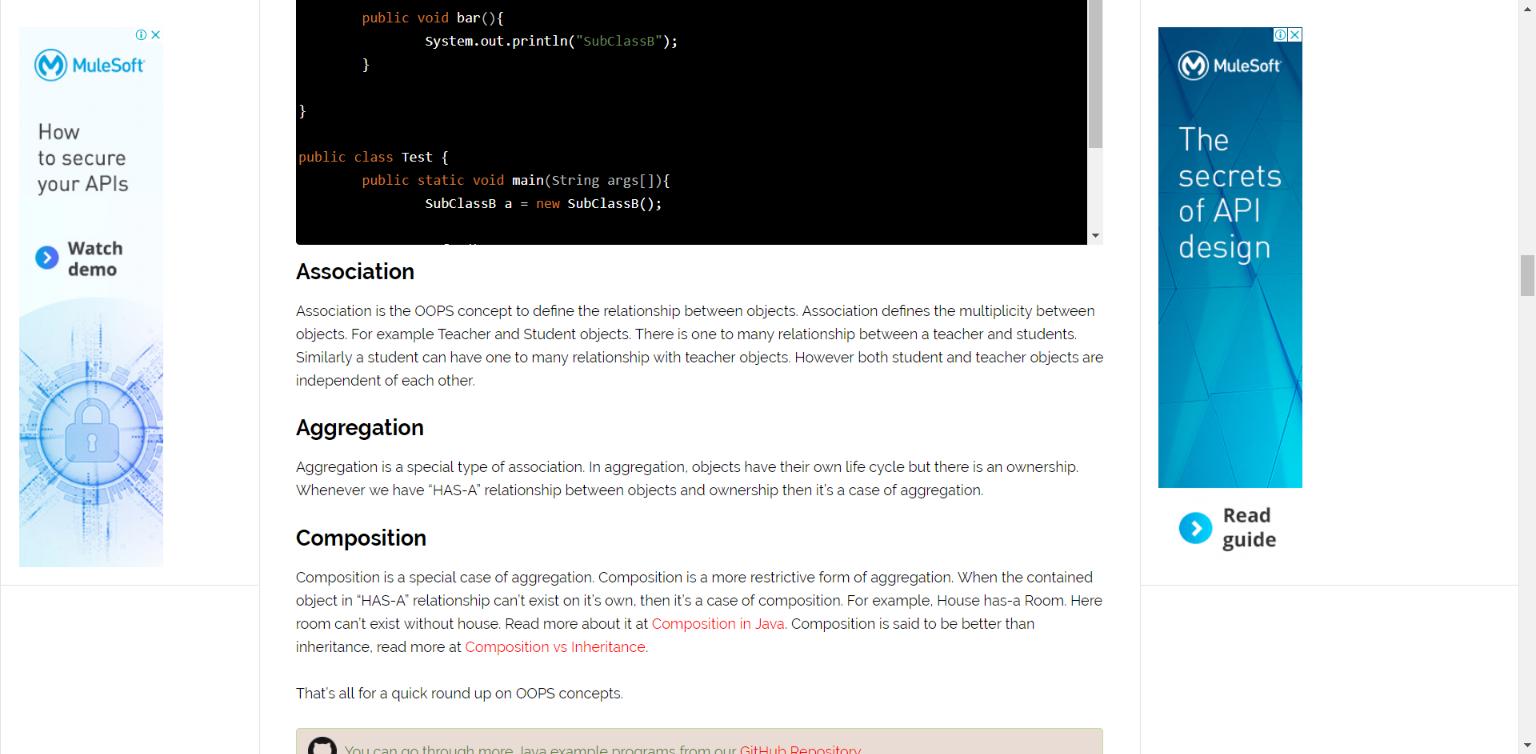 MuleSoft
How
to secure
your APIs
Watch
demo
public void bar(){
System.out.println("SubClassB");
}
}
public class Test {
public static void main(String args[]){
SubClassB a = new SubClassB();
Association
Association is the OOPS concept to define the relationship between objects. Association defines the multiplicity between
objects. For example Teacher and Student objects. There is one to many relationship between a teacher and students.
Similarly a student can have one to many relationship with teacher objects. However both student and teacher objects are
independent of each other.
Aggregation
Aggregation is a special type of association. In aggregation, objects have their own life cycle but there is an ownership.
Whenever we have “HAS-A” relationship between objects and ownership then it’s a case of aggregation.
Composition
Composition is a special case of aggregation. Composition is a more restrictive form of aggregation. When the contained
object in “HAS-A” relationship can’t exist on it’s own, then it’s a case of composition. For example, House has-a Room. Here
room can’t exist without house. Read more about it at Composition in Java. Composition is said to be better than
inheritance, read more at Composition vs Inheritance.
That’s all for a quick round up on OOPS concepts.
You can go through more Java example programs from our GitHub Repository.
MuleSoft
The
secrets
of API
design
Read
guide